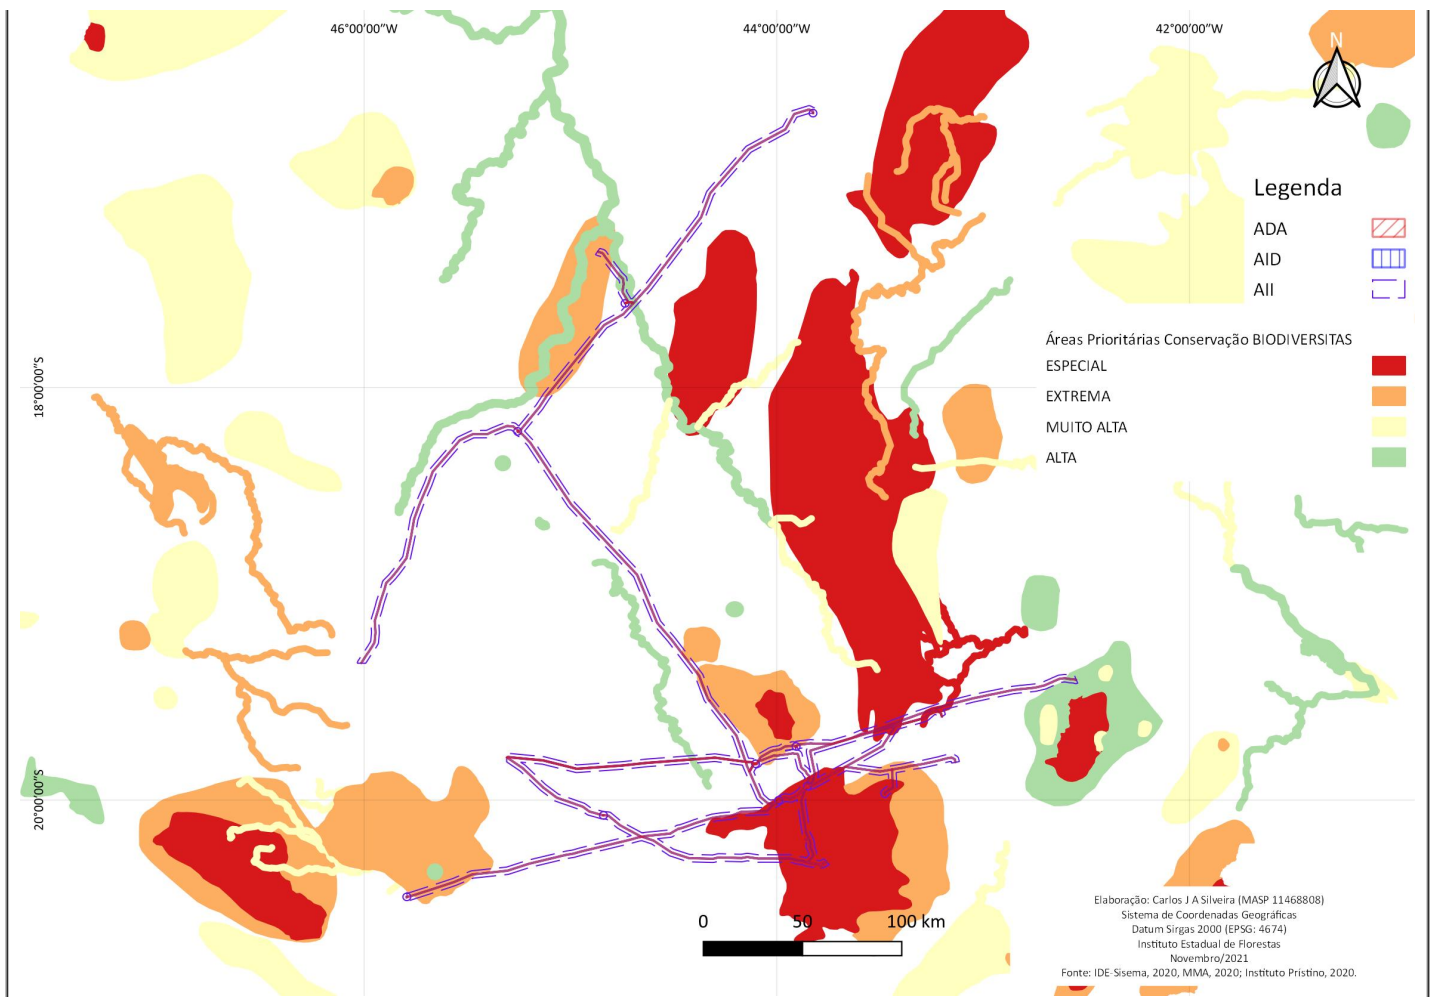 46°00'00"W
44°00'00"W
42°00'00"W
N
Legenda
ADA
AID
AII
18°00'00"S
Áreas Prioritárias Conservação BIODIVERSITAS
ESPECIAL
EXTREMA
MUITO ALTA
ALTA
20°00'00"S
0 50 100 km
Elaboração: Carlos J A Silveira (MASP 11468808)
Sistema de Coordenadas Geográficas
Datum Sirgas 2000 (EPSG: 4674)
Instituto Estadual de Florestas
Novembro/2021
Fonte: IDE-Sisema, 2020, MMA, 2020; Instituto Prístino, 2020.